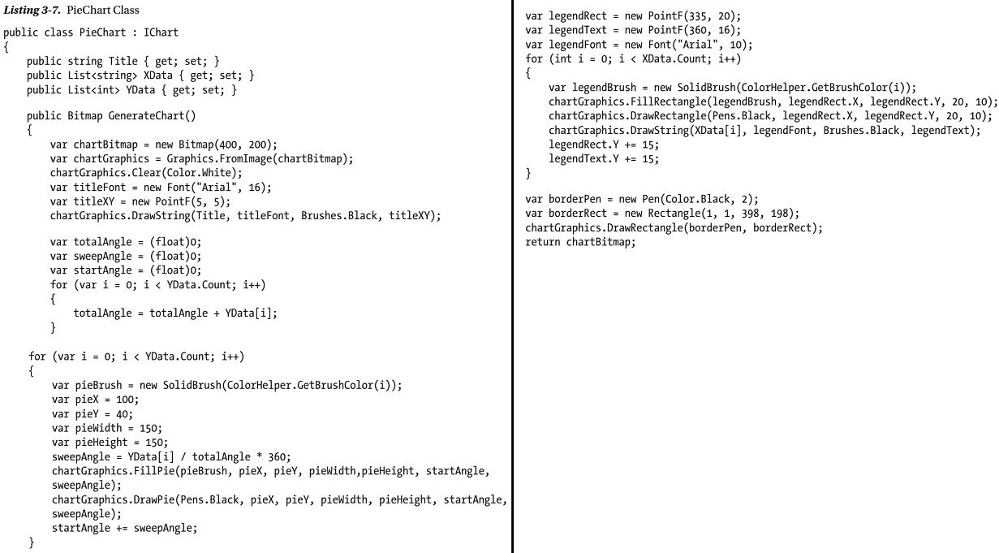 Listing 3-7. PieChart Class
public class PieChart : IChart
{
    public string Title { get; set; }
    public List<string> XData { get; set; }
    public List<int> YData { get; set; }

    public Bitmap GenerateChart()
    {
        var chartBitmap = new Bitmap(400, 200);
        var chartGraphics = Graphics.FromImage(chartBitmap);
        chartGraphics.Clear(Color.White);
        var titleFont = new Font("Arial", 16);
        var titleXY = new PointF(5, 5);
        chartGraphics.DrawString(Title, titleFont, Brushes.Black, titleXY);

        var totalAngle = (float)0;
        var sweepAngle = (float)0;
        var startAngle = (float)0;
        for (var i = 0; i < YData.Count; i++)
        {
            totalAngle = totalAngle + YData[i];
        }

    for (var i = 0; i < YData.Count; i++)
    {
        var pieBrush = new SolidBrush(ColorHelper.GetBrushColor(i));
        var pieX = 100;
        var pieY = 40;
        var pieWidth = 150;
        var pieHeight = 150;
        sweepAngle = YData[i] / totalAngle * 360;
        chartGraphics.FillPie(pieBrush, pieX, pieY, pieWidth,pieHeight, startAngle,
        sweepAngle);
        chartGraphics.DrawPie(Pens.Black, pieX, pieY, pieWidth, pieHeight, startAngle,
        sweepAngle);
        startAngle += sweepAngle;
    }
var legendRect = new PointF(335, 20);
var legendText = new PointF(360, 16);
var legendFont = new Font("Arial", 10);
for (int i = 0; i < XData.Count; i++)
{
    var legendBrush = new SolidBrush(ColorHelper.GetBrushColor(i));
    chartGraphics.FillRectangle(legendBrush, legendRect.X, legendRect.Y, 20, 10);
    chartGraphics.DrawRectangle(Pens.Black, legendRect.X, legendRect.Y, 20, 10);
    chartGraphics.DrawString(XData[i], legendFont, Brushes.Black, legendText);
    legendRect.Y += 15;
    legendText.Y += 15;
}

var borderPen = new Pen(Color.Black, 2);
var borderRect = new Rectangle(1, 1, 398, 198);
chartGraphics.DrawRectangle(borderPen, borderRect);
return chartBitmap;